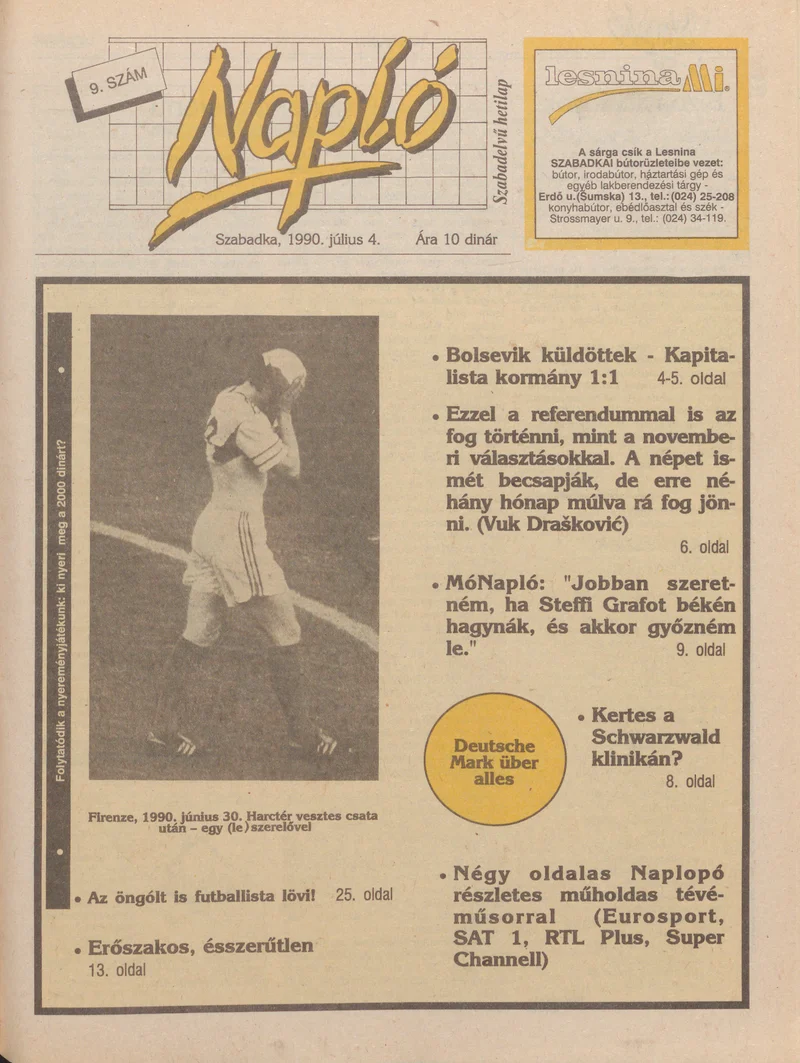 9. SZÁM
Napló
Szabadelvű hetilap
Szabadka, 1990. július 4. Ára 10 dinár
lesnina Mi.
A sárga csík a Lesnina
SZABADKAI bútorüzleteibe vezet:
bútor, irodabútor, háztartási gép és
egyéb lakberendezési tárgy -
Erdő u.(Šumska) 13., tel.:(024) 25-208
konyhabútor, ebédlőasztal és szék -
Strossmayer u. 9., tel.: (024) 34-119.
• Folytatódik a nyereményjátékunk: ki nyeri meg a 2000 dinárt? •
Firenze, 1990. június 30. Harctér vesztes csata
után - egy (le)szerelővel
• Az öngólt is futballista lövi! 25. oldal
• Erőszakos, ésszerűtlen
13. oldal
• Bolsevik küldöttek - Kapita-
lista kormány 1:1 4-5. oldal
• Ezzel a referendummal is az
fog történni, mint a novembe-
ri választásokkal. A népet is-
mét becsapják, de erre né-
hány hónap múlva rá fog jön-
ni. (Vuk Drašković)
6. oldal
• MóNapló: "Jobban szeret-
ném, ha Steffi Grafot békén
hagynák, és akkor győzném
le." 9. oldal
Deutsche
Mark über
alles
• Kertes a
Schwarzwald
klinikán?
8. oldal
• Négy oldalas Naplopó
részletes műholdas tévé-
műsorral (Eurosport,
SAT 1, RTL Plus, Super
Channell)